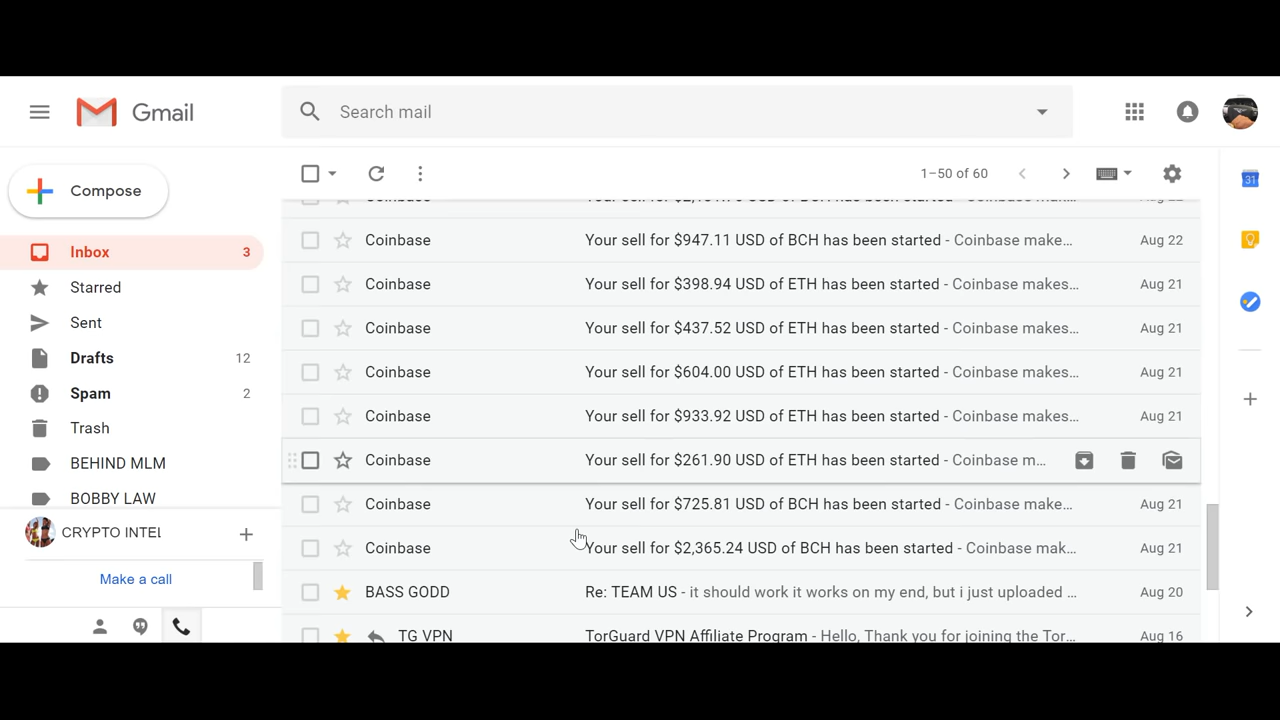 Gmail
Search mail
Compose
1–50 of 60
Inbox 3
Starred
Sent
Drafts 12
Spam 2
Trash
BEHIND MLM
BOBBY LAW
CRYPTO INTEL
Make a call
Coinbase Your sell for $947.11 USD of BCH has been started - Coinbase make... Aug 22
Coinbase Your sell for $398.94 USD of ETH has been started - Coinbase makes... Aug 21
Coinbase Your sell for $437.52 USD of ETH has been started - Coinbase makes... Aug 21
Coinbase Your sell for $604.00 USD of ETH has been started - Coinbase makes... Aug 21
Coinbase Your sell for $933.92 USD of ETH has been started - Coinbase makes... Aug 21
Coinbase Your sell for $261.90 USD of ETH has been started - Coinbase m...
Coinbase Your sell for $725.81 USD of BCH has been started - Coinbase make... Aug 21
Coinbase Your sell for $2,365.24 USD of BCH has been started - Coinbase mak... Aug 21
BASS GODD Re: TEAM US - it should work it works on my end, but i just uploaded ... Aug 20
TG VPN TorGuard VPN Affiliate Program - Hello, Thank you for joining the Tor... Aug 16
31